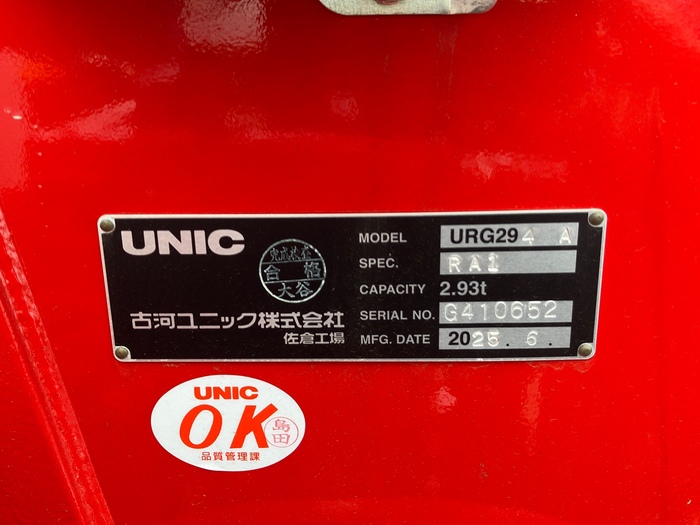 UNIC
完成検査
合格
大谷
古河ユニック株式会社
佐倉工場
MODEL URG294 A
SPEC. RA1
CAPACITY 2.93t
SERIAL NO. G410652
MFG. DATE 2025.6.
UNIC
OK
島田
品質管理課